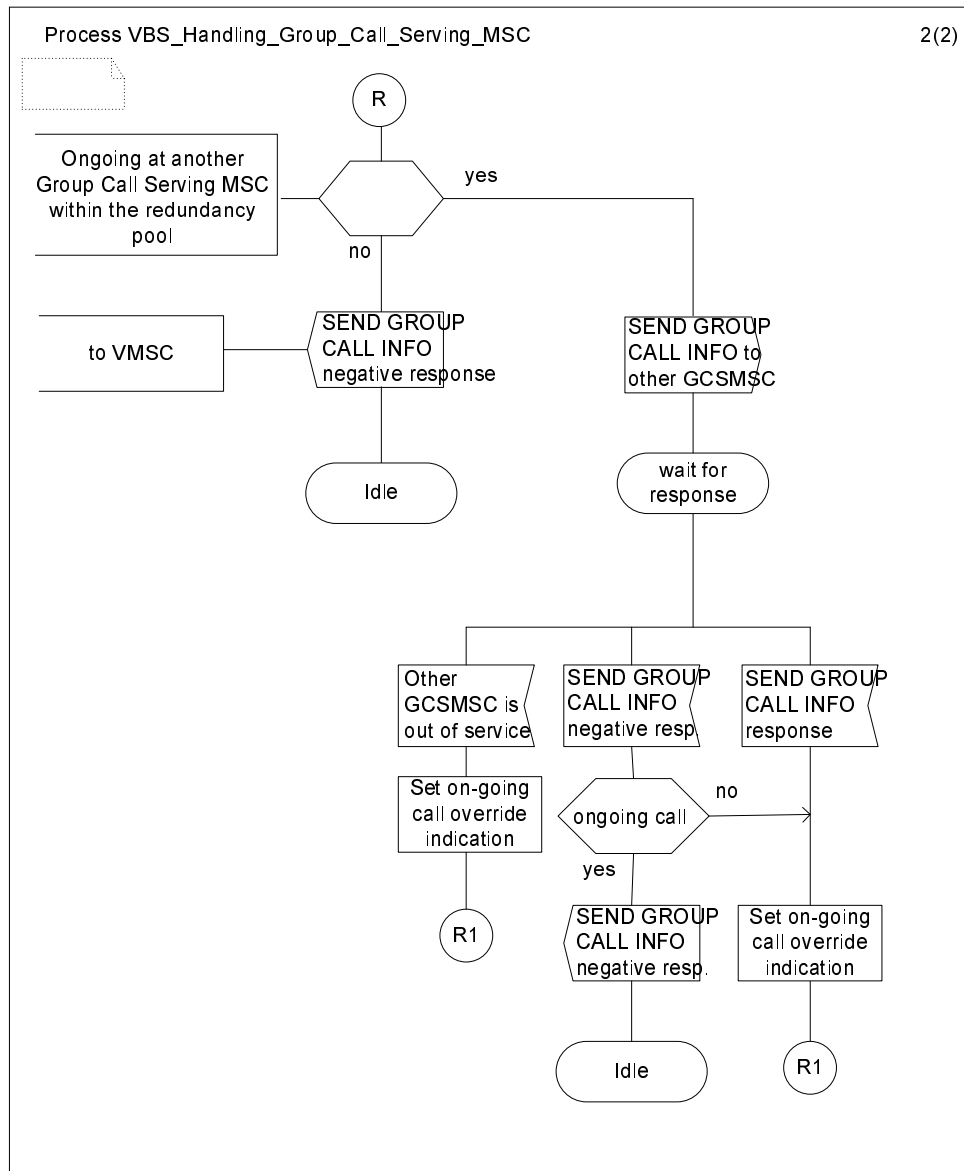 Process VBS_Handling_Group_Call_Serving_MSC
2(2)
R
Ongoing at another
Group Call Serving MSC
within the redundancy
pool
yes
no
to VMSC
SEND GROUP
CALL INFO
negative response
SEND GROUP
CALL INFO to
other GCSMSC
Idle
wait for
response
Other
GCSMSC is
out of service
SEND GROUP
CALL INFO
negative resp.
SEND GROUP
CALL INFO
response
Set on-going
call override
indication
ongoing call
no
yes
R1
SEND GROUP
CALL INFO
negative resp.
Set on-going
call override
indication
Idle
R1